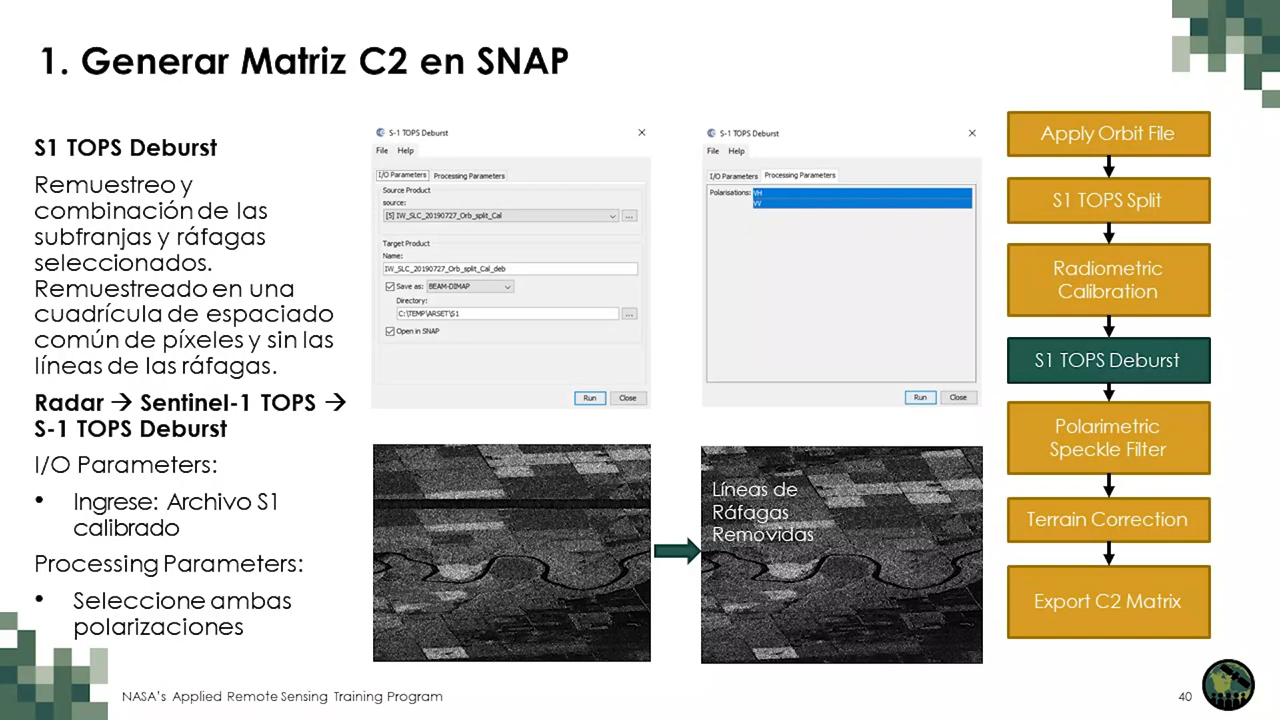 1. Generar Matriz C2 en SNAP
S1 TOPS Deburst
Remuestreo y
combinación de las
subfranjas y ráfagas
seleccionados.
Remuestreado en una
cuadrícula de espaciado
común de píxeles y sin las
líneas de las ráfagas.
Radar → Sentinel-1 TOPS →
S-1 TOPS Deburst
I/O Parameters:
• Ingrese: Archivo S1
calibrado
Processing Parameters:
• Seleccione ambas
polarizaciones
S-1 TOPS Deburst
File Help
I/O Parameters Processing Parameters
Source Product
source:
[5] IW_SLC_20190727_Orb_split_Cal
...
Target Product
Name:
IW_SLC_20190727_Orb_split_Cal_deb
Save as: BEAM-DIMAP
Directory:
C:\TEMP\ARSET\S1
...
Open in SNAP
Run Close
S-1 TOPS Deburst
File Help
I/O Parameters Processing Parameters
Polarisations: VH
VV
Run Close
Líneas de
Ráfagas
Removidas
Apply Orbit File
S1 TOPS Split
Radiometric
Calibration
S1 TOPS Deburst
Polarimetric
Speckle Filter
Terrain Correction
Export C2 Matrix
NASA's Applied Remote Sensing Training Program
40